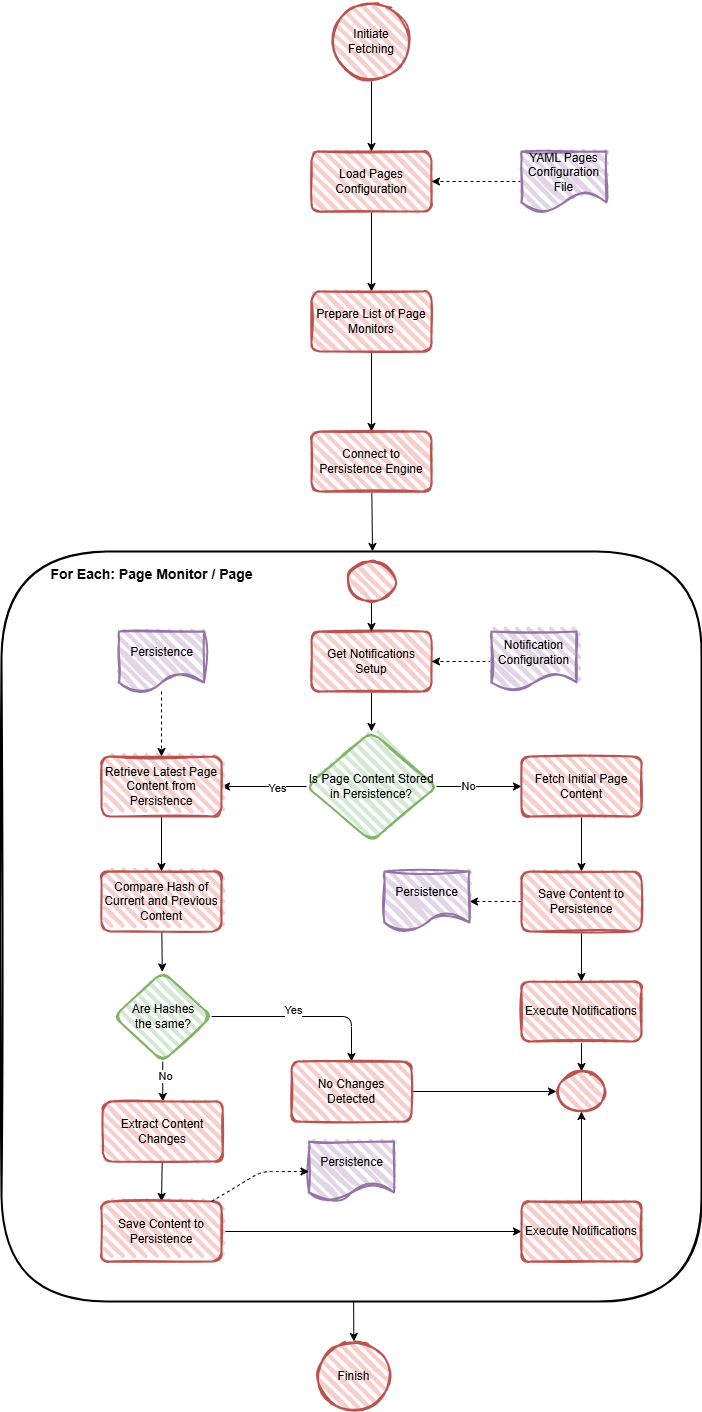 Initiate
Fetching
Load Pages
Configuration
YAML Pages
Configuration
File
Prepare List of Page
Monitors
Connect to
Persistence Engine
For Each: Page Monitor / Page
Persistence
Get Notifications
Setup
Notification
Configuration
Retrieve Latest Page
Content from
Persistence
Yes
Is Page Content Stored
in Persistence?
No
Fetch Initial Page
Content
Compare Hash of
Current and Previous
Content
Persistence
Save Content to
Persistence
Are Hashes
the same?
Yes
Execute Notifications
No
No Changes
Detected
Extract Content
Changes
Persistence
Save Content to
Persistence
Execute Notifications
Finish